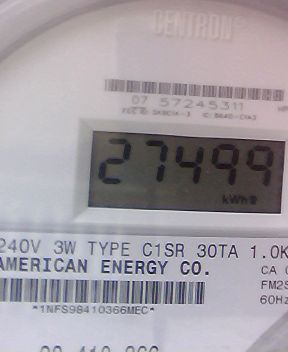 CENTRON®
07 57245311
27499
kWh
240V 3W TYPE C1SR 30TA 1.0K
AMERICAN ENERGY CO.
CA
FM2S
60Hz
*1NFS98410366MEC*